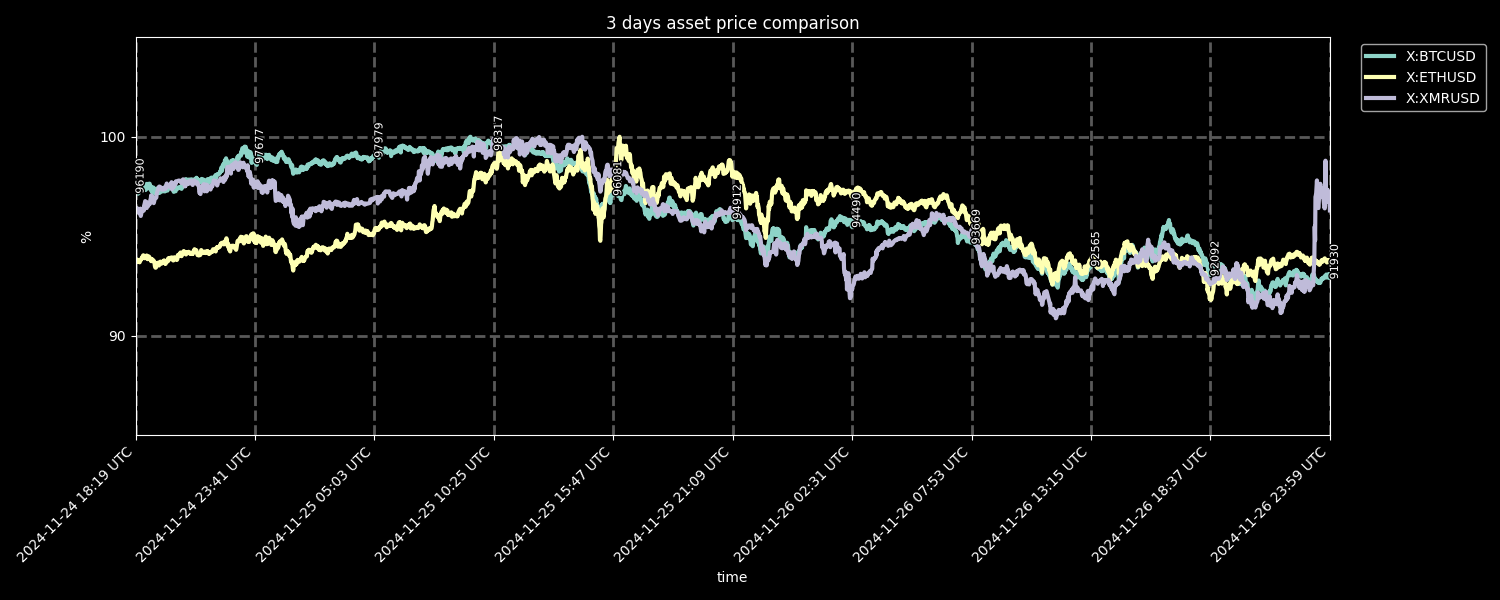 3 days asset price comparison
X:BTCUSD
X:ETHUSD
X:XMRUSD
100
90
%
96190
97677
97979
98317
96081
94912
94490
93669
92565
92092
91930
2024-11-24 18:19 UTC
2024-11-24 23:41 UTC
2024-11-25 05:03 UTC
2024-11-25 10:25 UTC
2024-11-25 15:47 UTC
2024-11-25 21:09 UTC
2024-11-26 02:31 UTC
2024-11-26 07:53 UTC
2024-11-26 13:15 UTC
2024-11-26 18:37 UTC
2024-11-26 23:59 UTC
time